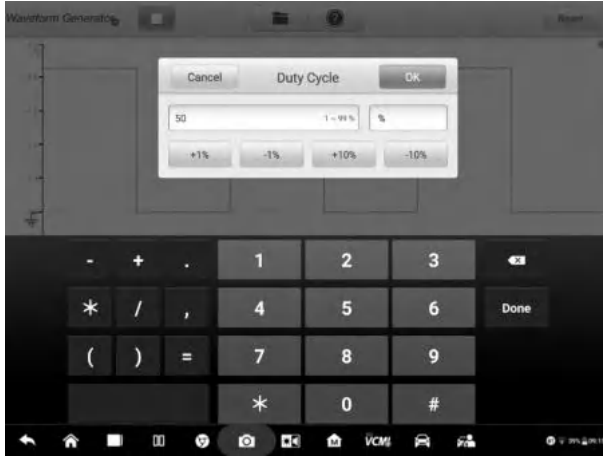 Waveform Generator
Reset
Cancel
Duty Cycle
OK
50
1 ~ 99 %
%
+1%
-1%
+10%
-10%
- + . 1 2 3
* / , 4 5 6 Done
( ) = 7 8 9
* 0 #
VCMI